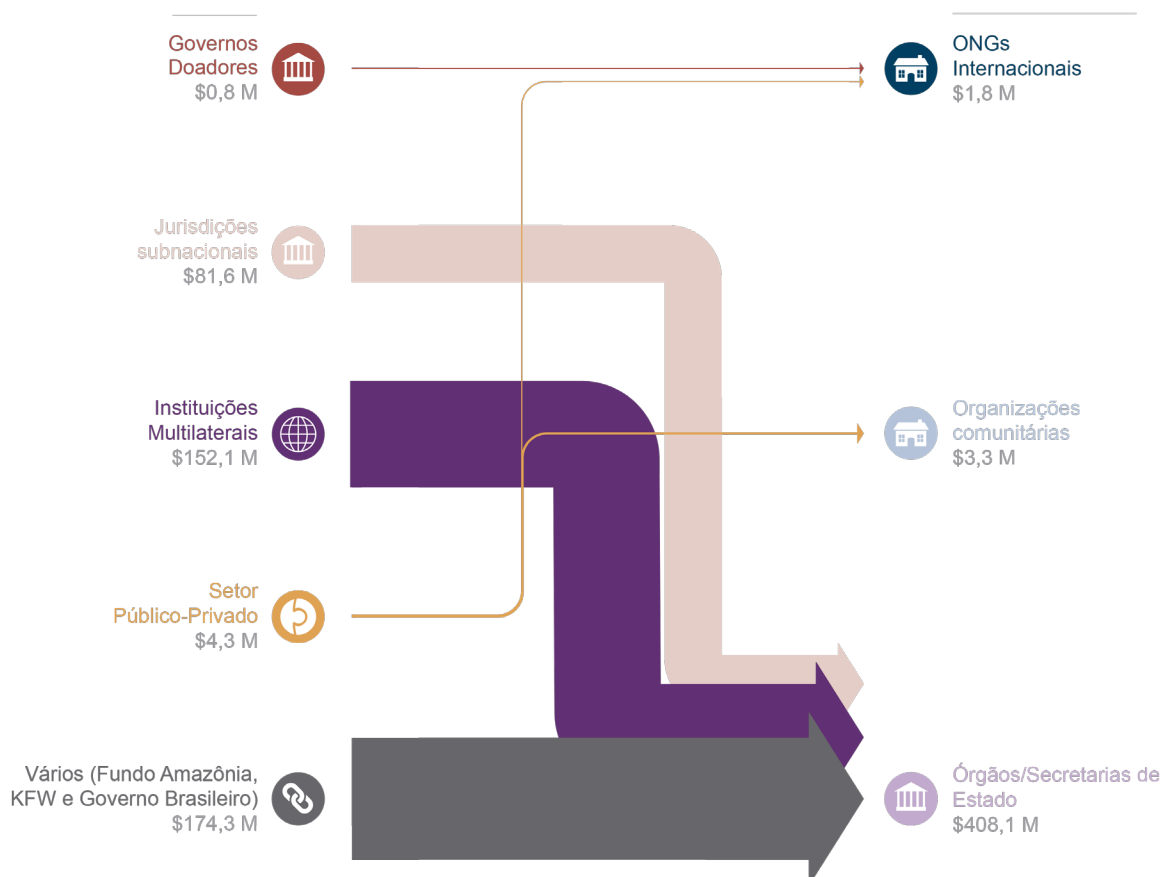 Governos
Doadores
$0,8 M
ONGs
Internacionais
$1,8 M
Jurisdições
subnacionais
$81,6 M
Instituições
Multilaterais
$152,1 M
Organizações
comunitárias
$3,3 M
Setor
Público-Privado
$4,3 M
Vários (Fundo Amazônia,
KFW e Governo Brasileiro)
$174,3 M
Órgãos/Secretarias de
Estado
$408,1 M